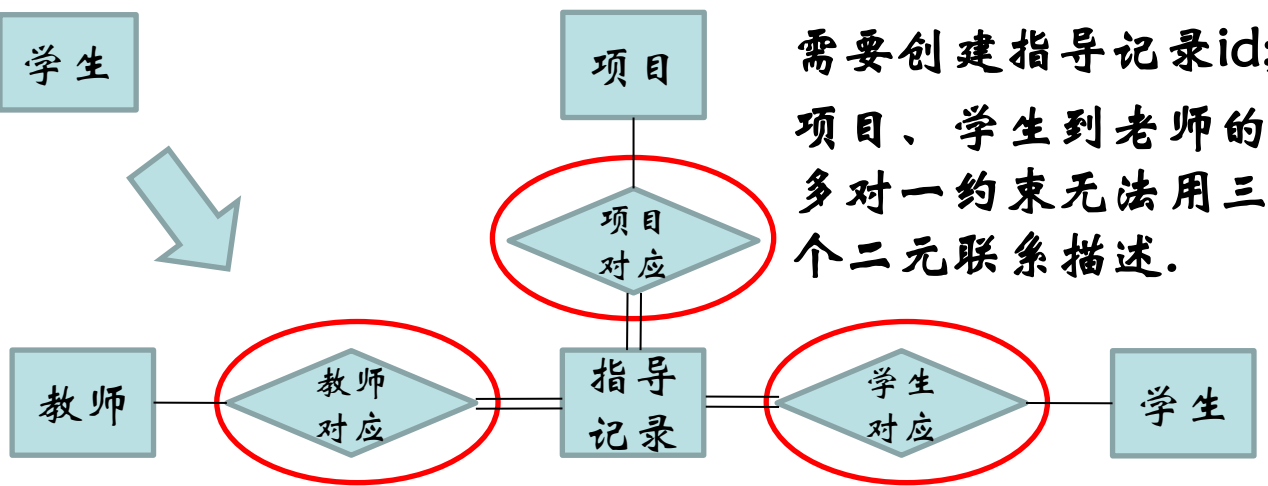 学生
项目
需要创建指导记录id;
项目、学生到老师的
多对一约束无法用三
个二元联系描述.
项目
对应
教师
教师
对应
指导
记录
学生
对应
学生